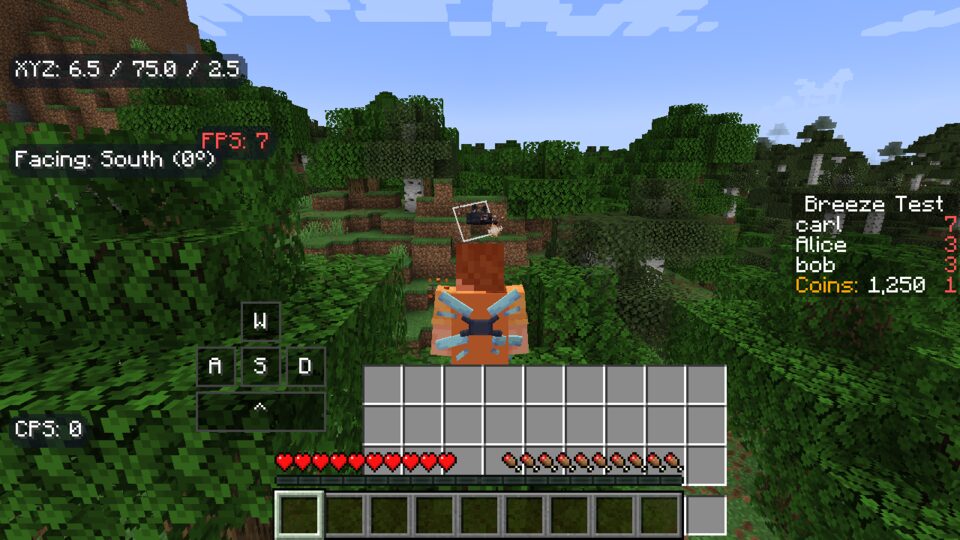 XYZ: 6.5 / 75.0 / 2.5
FPS: 7
Facing: South (0º)
Breeze Test
carl 7
Alice 3
bob 3
Coins: 1,250 1
W
A S D
^
CPS: 0